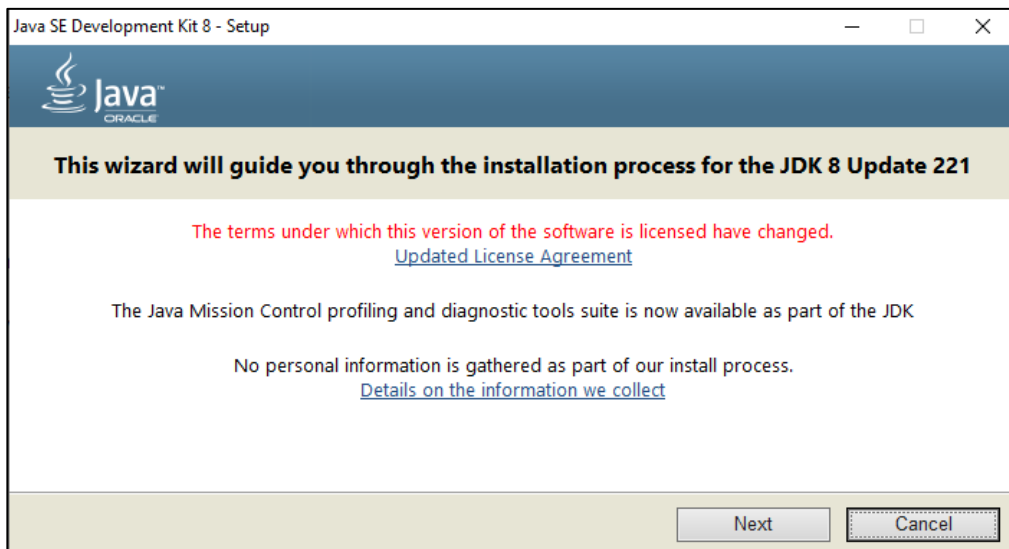 Java SE Development Kit 8 - Setup
Java™
ORACLE
This wizard will guide you through the installation process for the JDK 8 Update 221
The terms under which this version of the software is licensed have changed.
Updated License Agreement
The Java Mission Control profiling and diagnostic tools suite is now available as part of the JDK
No personal information is gathered as part of our install process.
Details on the information we collect
Next Cancel